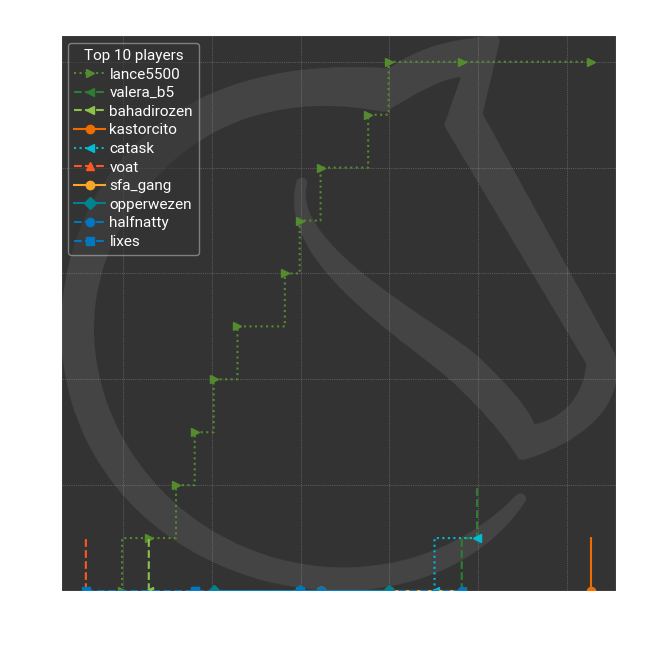 Top 10 players
lance5500
valera_b5
bahadirozen
kastorcito
catask
voat
sfa_gang
opperwezen
halfnatty
lixes